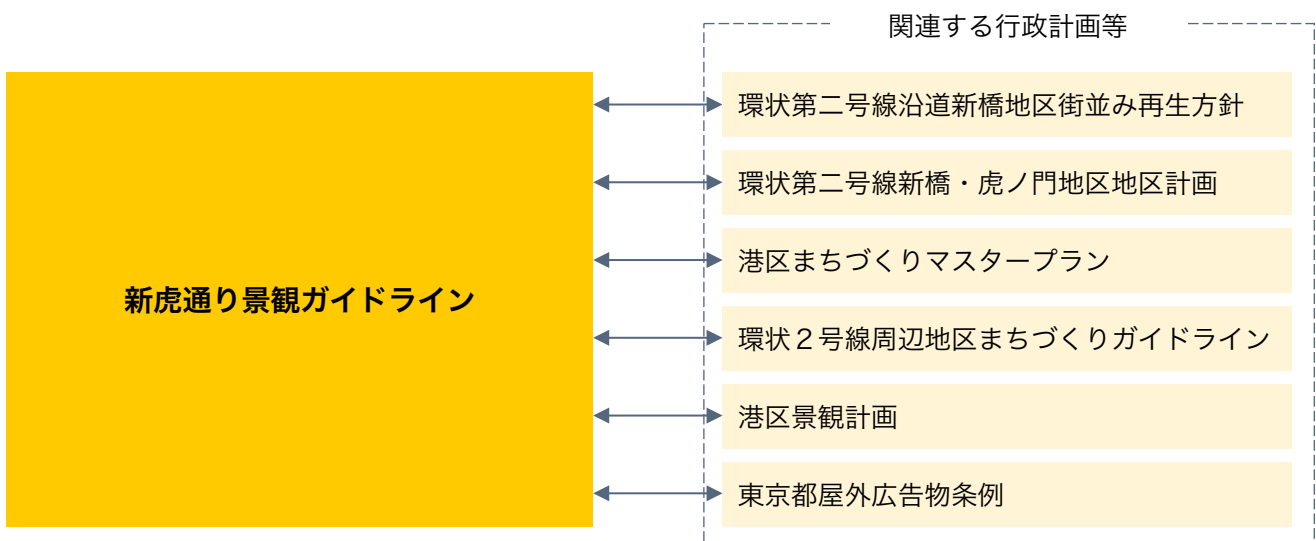 関連する行政計画等
新虎通り景観ガイドライン
環状第二号線沿道新橋地区街並み再生方針
環状第二号線新橋・虎ノ門地区地区計画
港区まちづくりマスタープラン
環状２号線周辺地区まちづくりガイドライン
港区景観計画
東京都屋外広告物条例